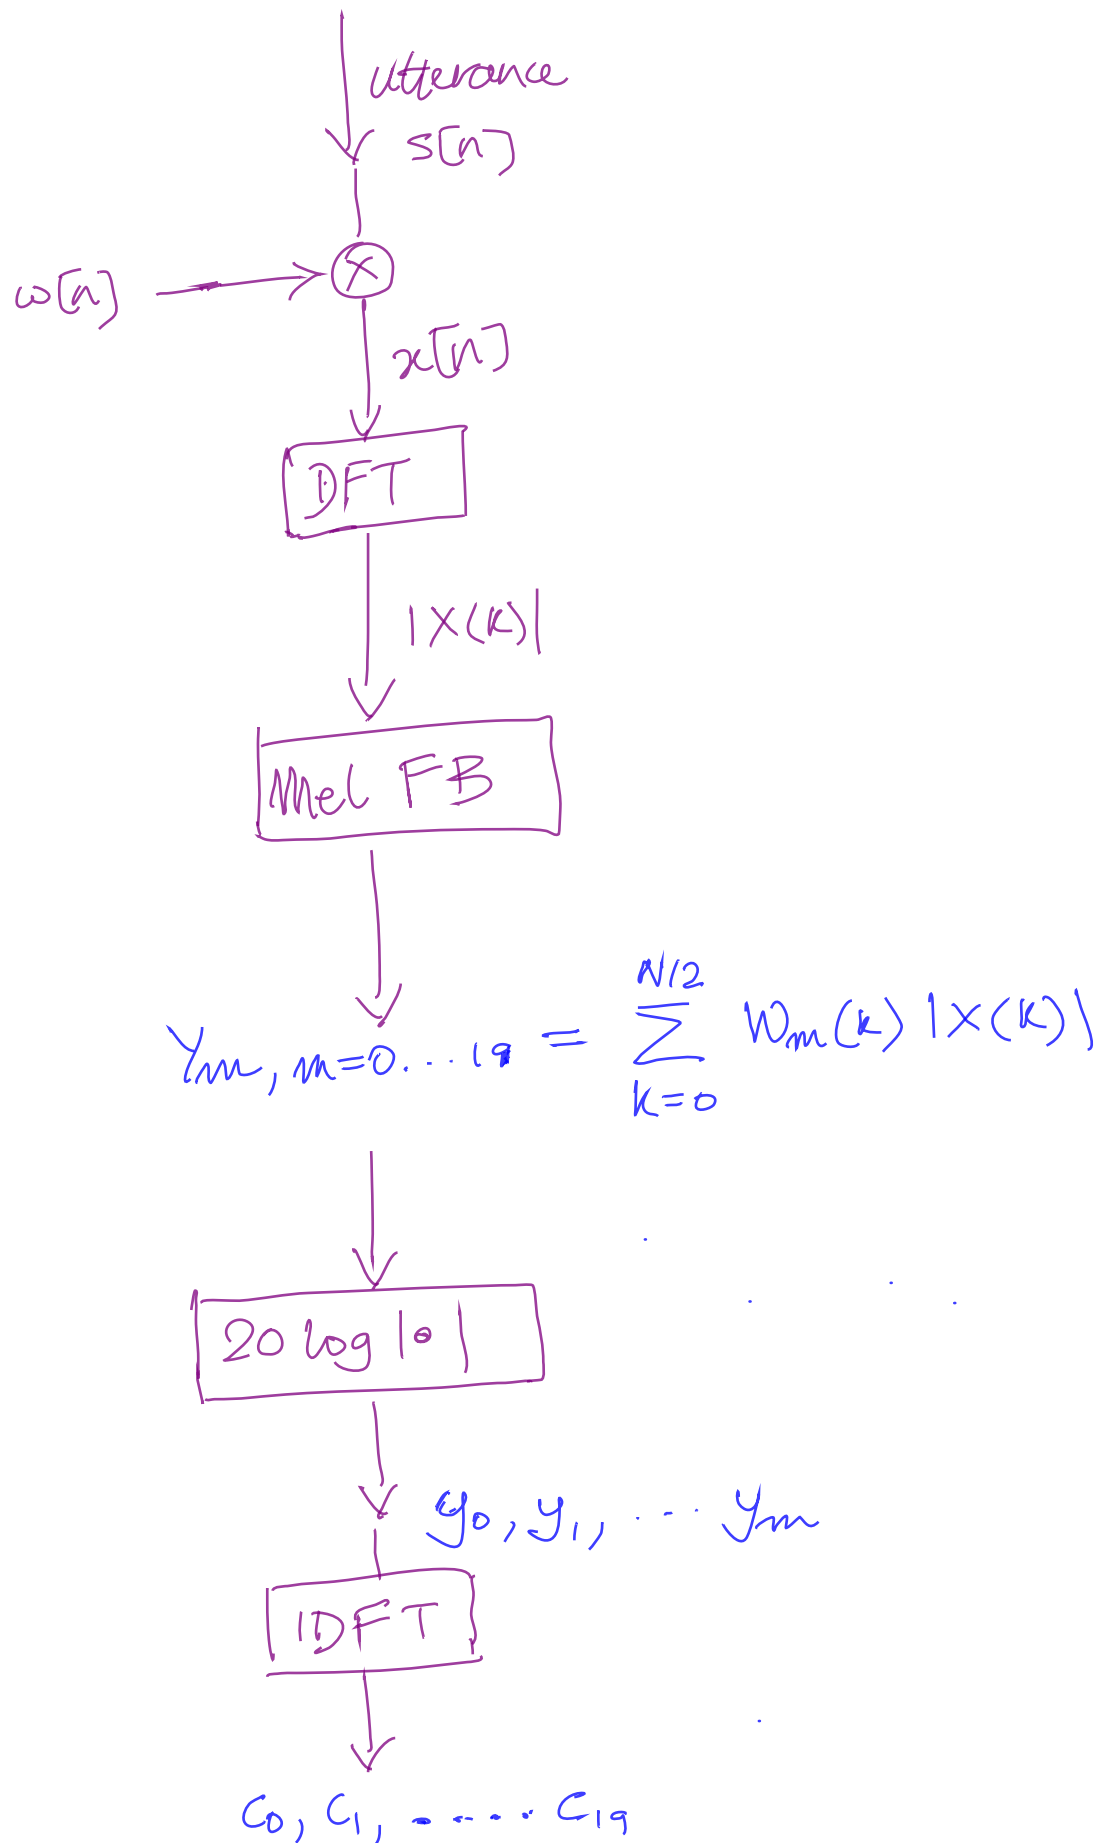 utterance
s[n]
w[n]
x
x[n]
DFT
|X(k)|
Mel FB
Ym, m=0...19 = Σ_{k=0}^{N/2} Wm(k) |X(k)|
20 log |•|
y0, y1, ... ym
IDFT
C0, C1, ..... C19